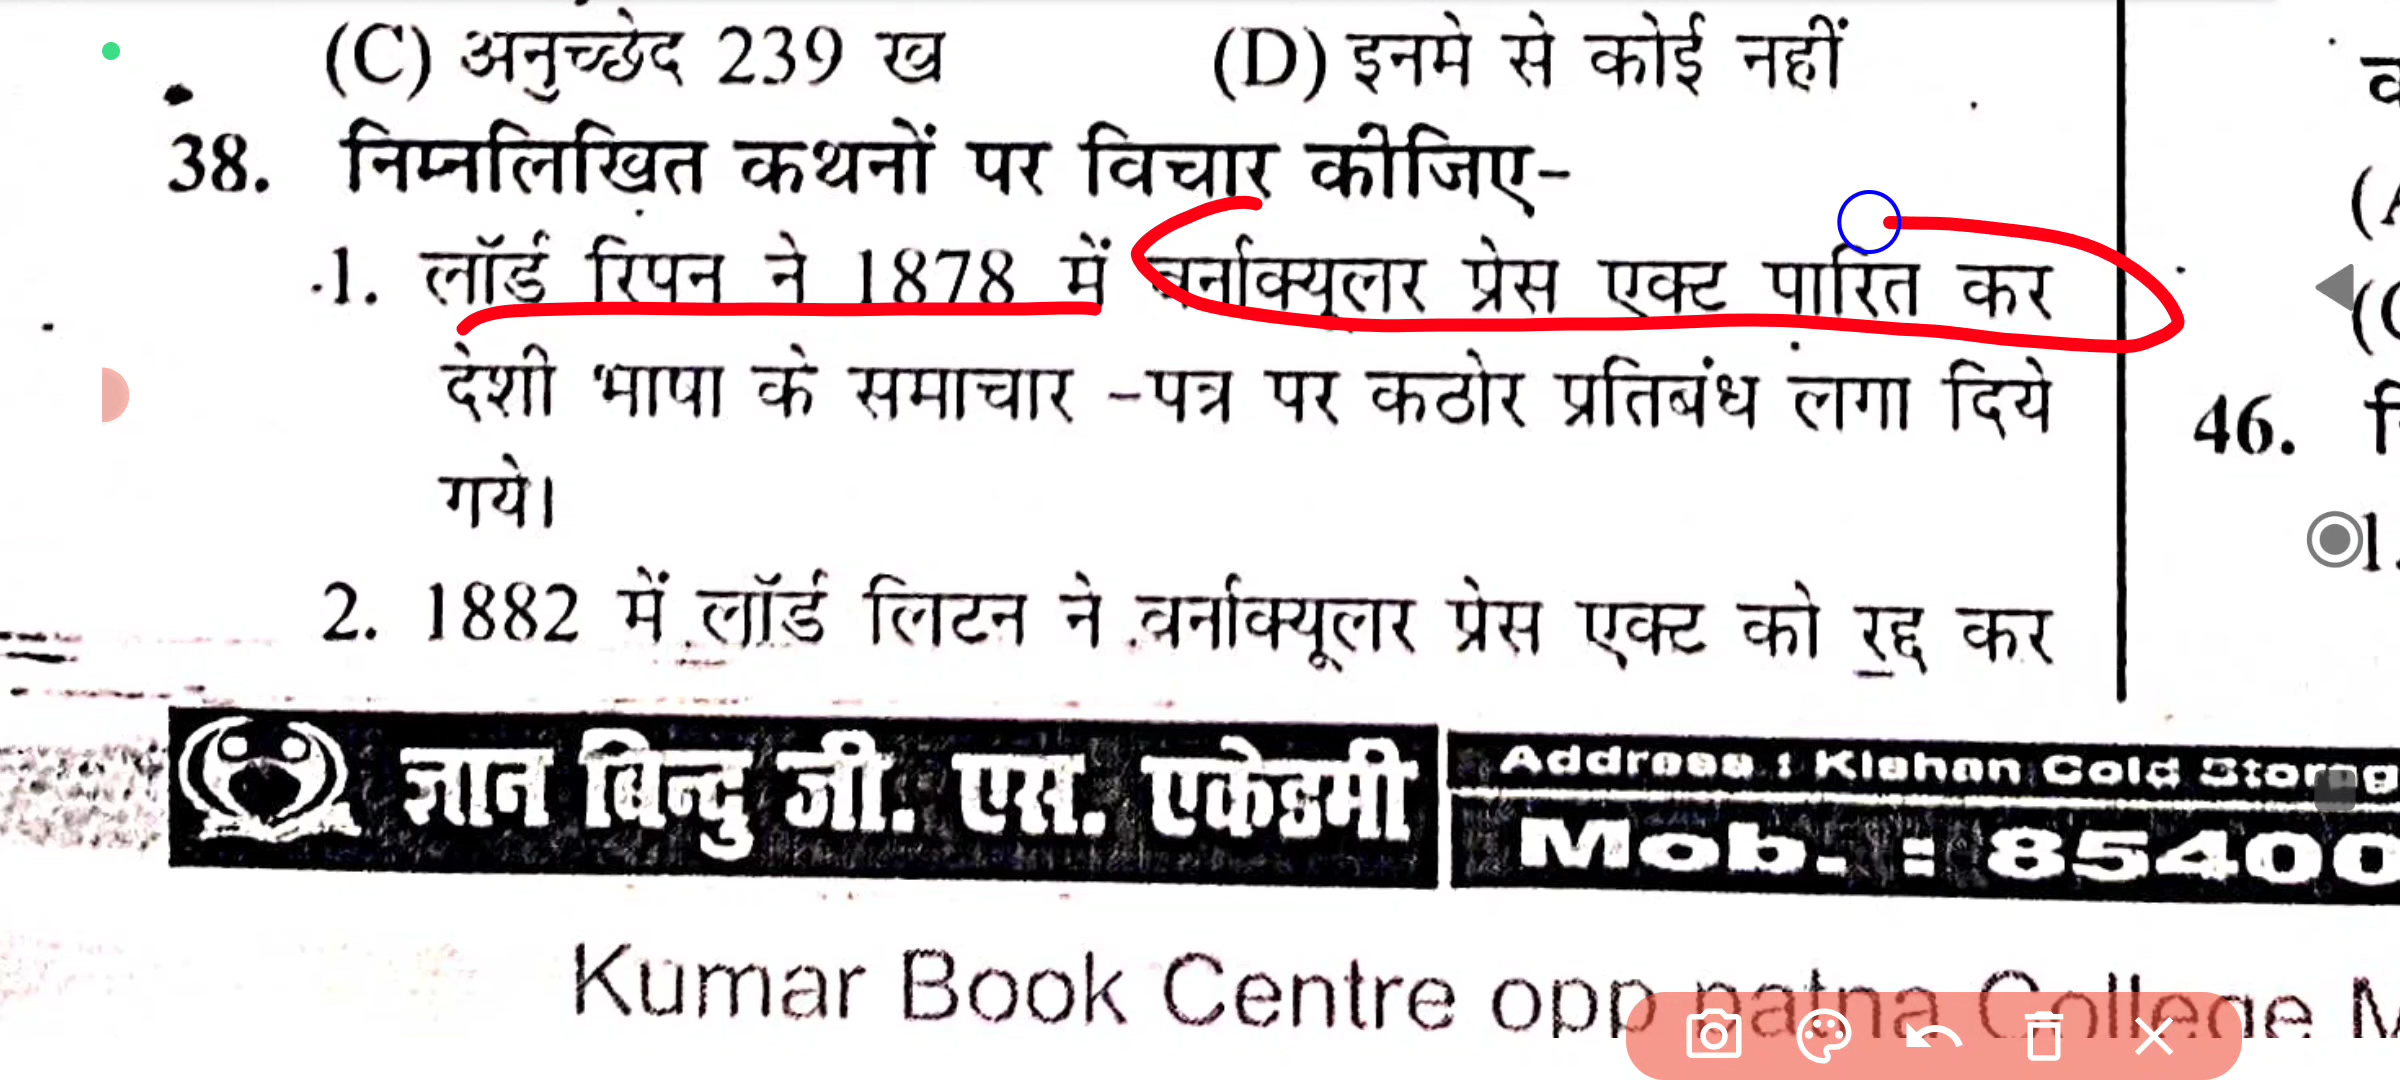 (C) अनुच्छेद 239 ख
(D) इनमे से कोई नहीं
38. निम्नलिखित कथनों पर विचार कीजिए-
1. लॉर्ड रिपन ने 1878 में वर्नाक्यूलर प्रेस एक्ट पारित कर
देशी भाषा के समाचार -पत्र पर कठोर प्रतिबंध लगा दिये
गये।
2. 1882 में लॉर्ड लिटन ने वर्नाक्यूलर प्रेस एक्ट को रद्द कर
46.
1.
ज्ञान बिन्दु जी. एस. एकेडमी
Address : Kishan Cold Storag
Mob. : 85400
Kumar Book Centre opp patna College M